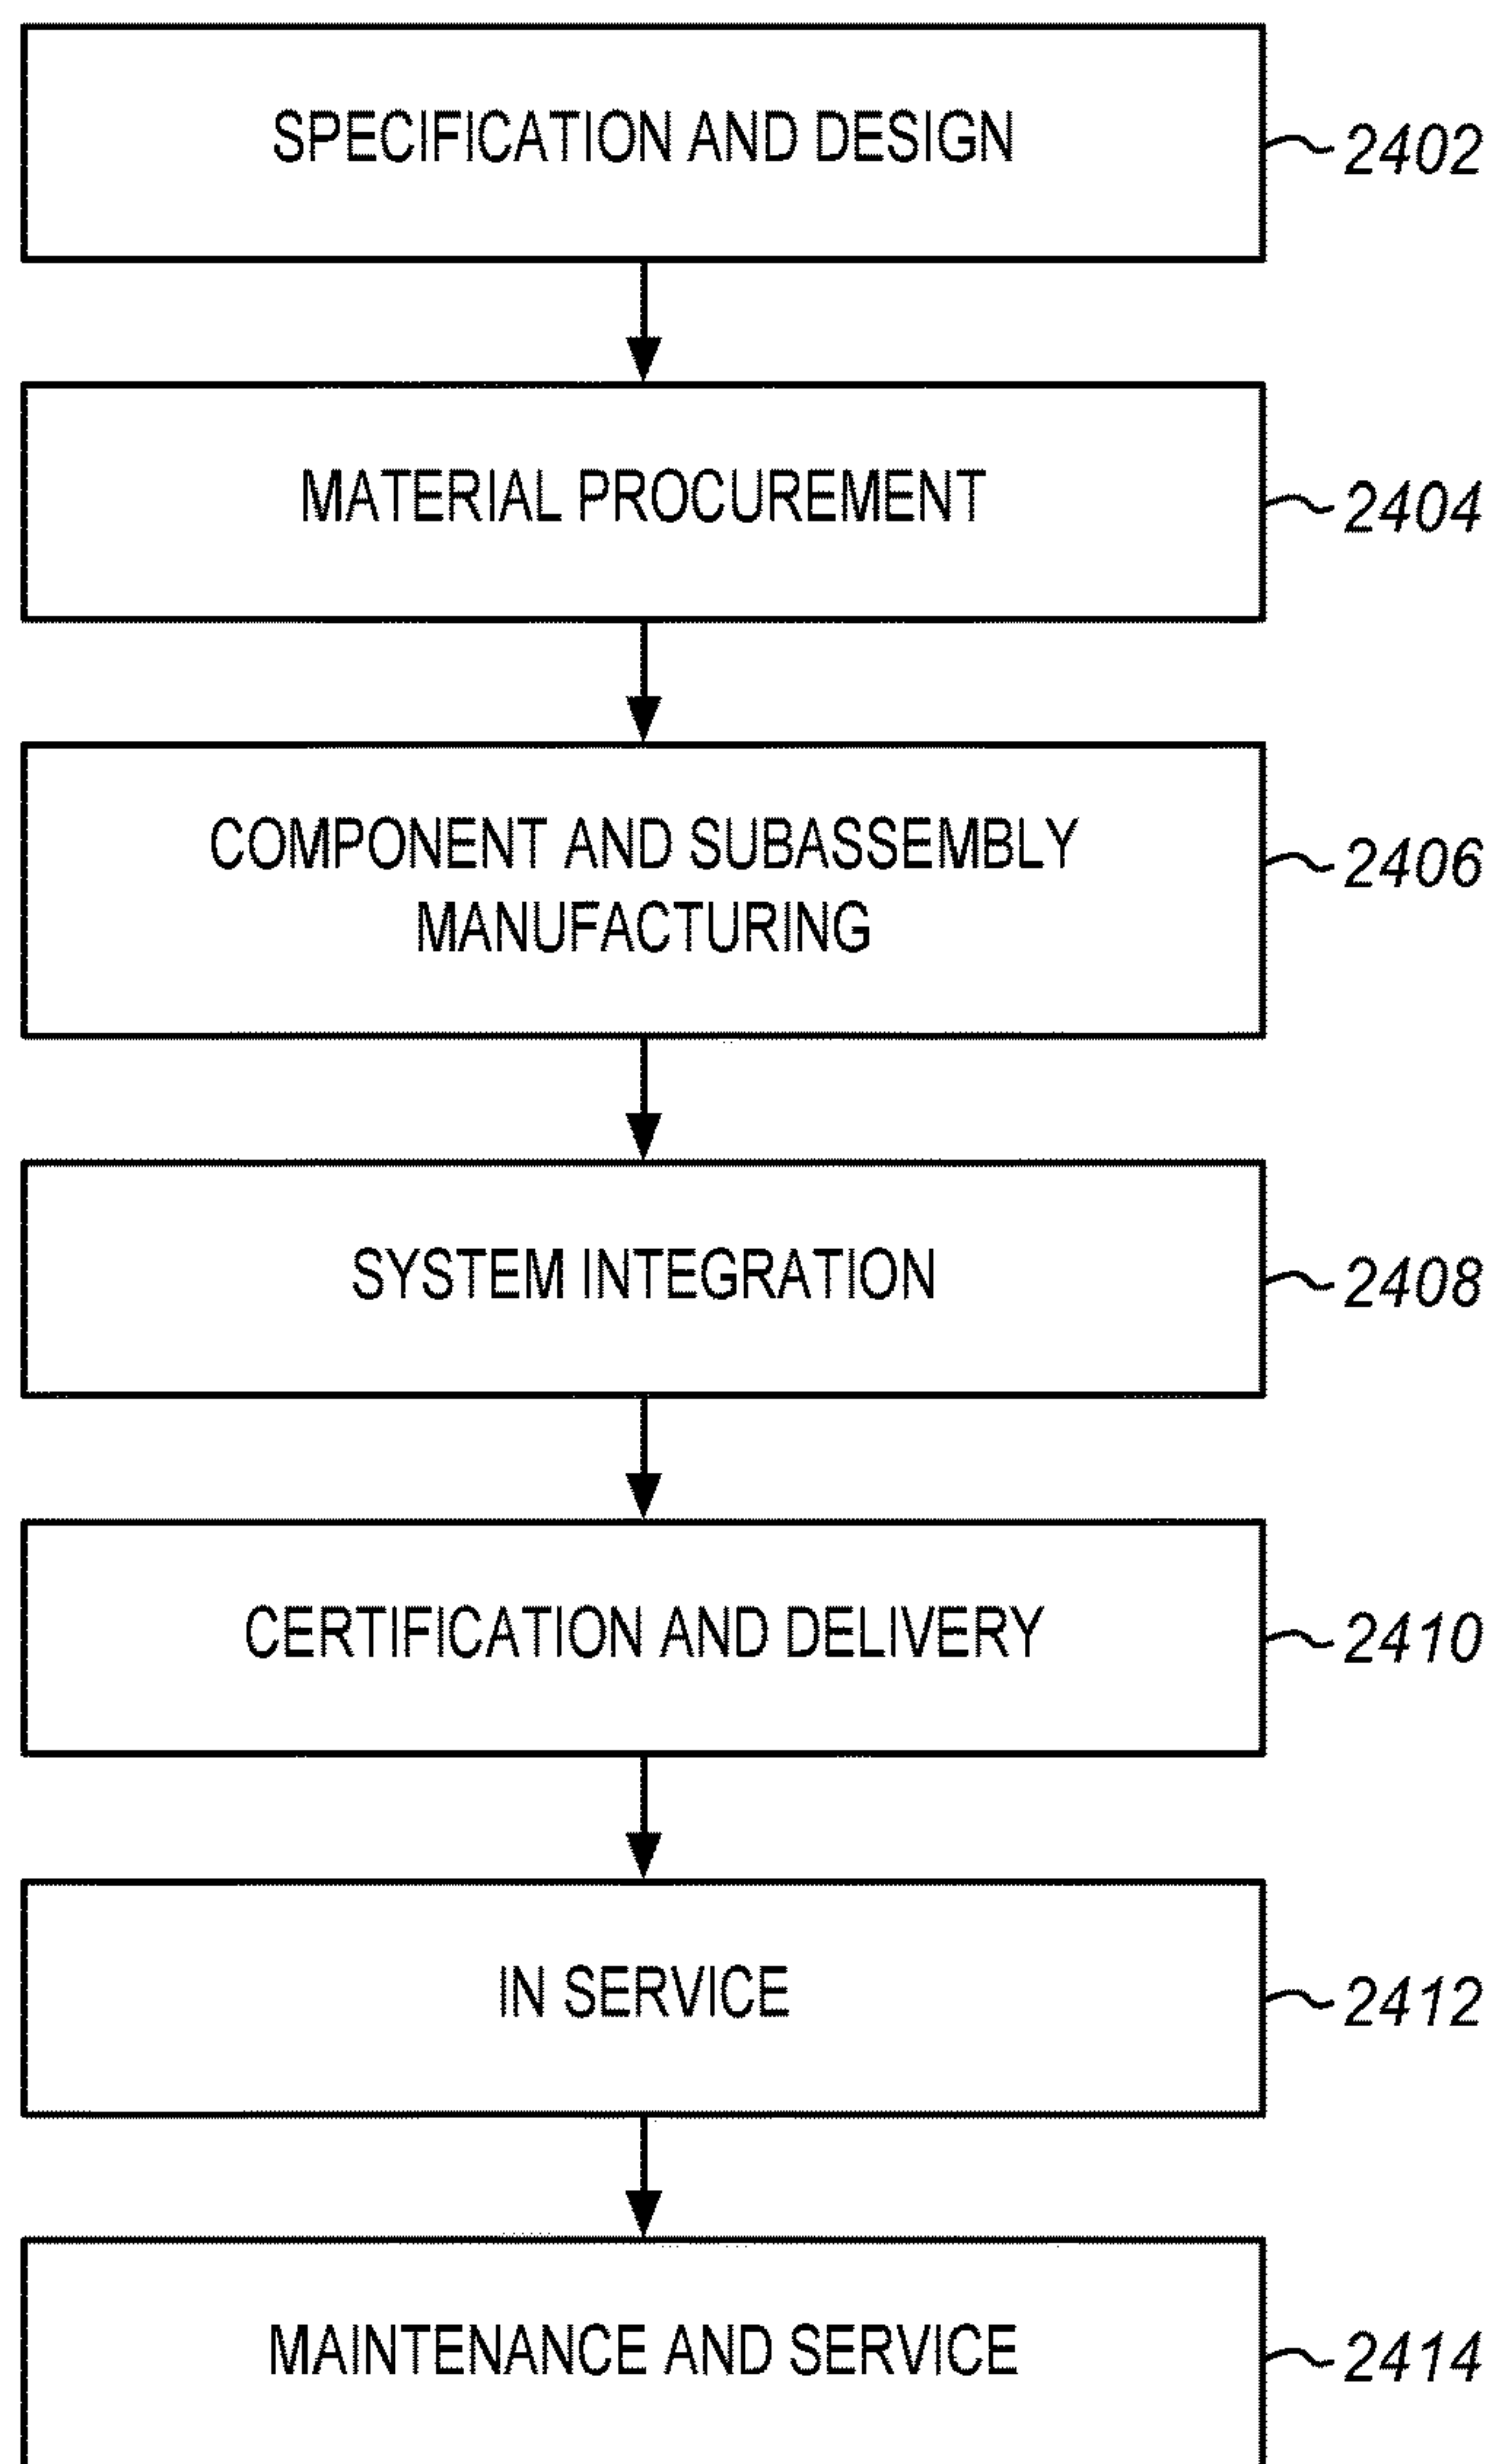 SPECIFICATION AND DESIGN
2402
MATERIAL PROCUREMENT
2404
COMPONENT AND SUBASSEMBLY
MANUFACTURING
2406
SYSTEM INTEGRATION
2408
CERTIFICATION AND DELIVERY
2410
IN SERVICE
2412
MAINTENANCE AND SERVICE
2414